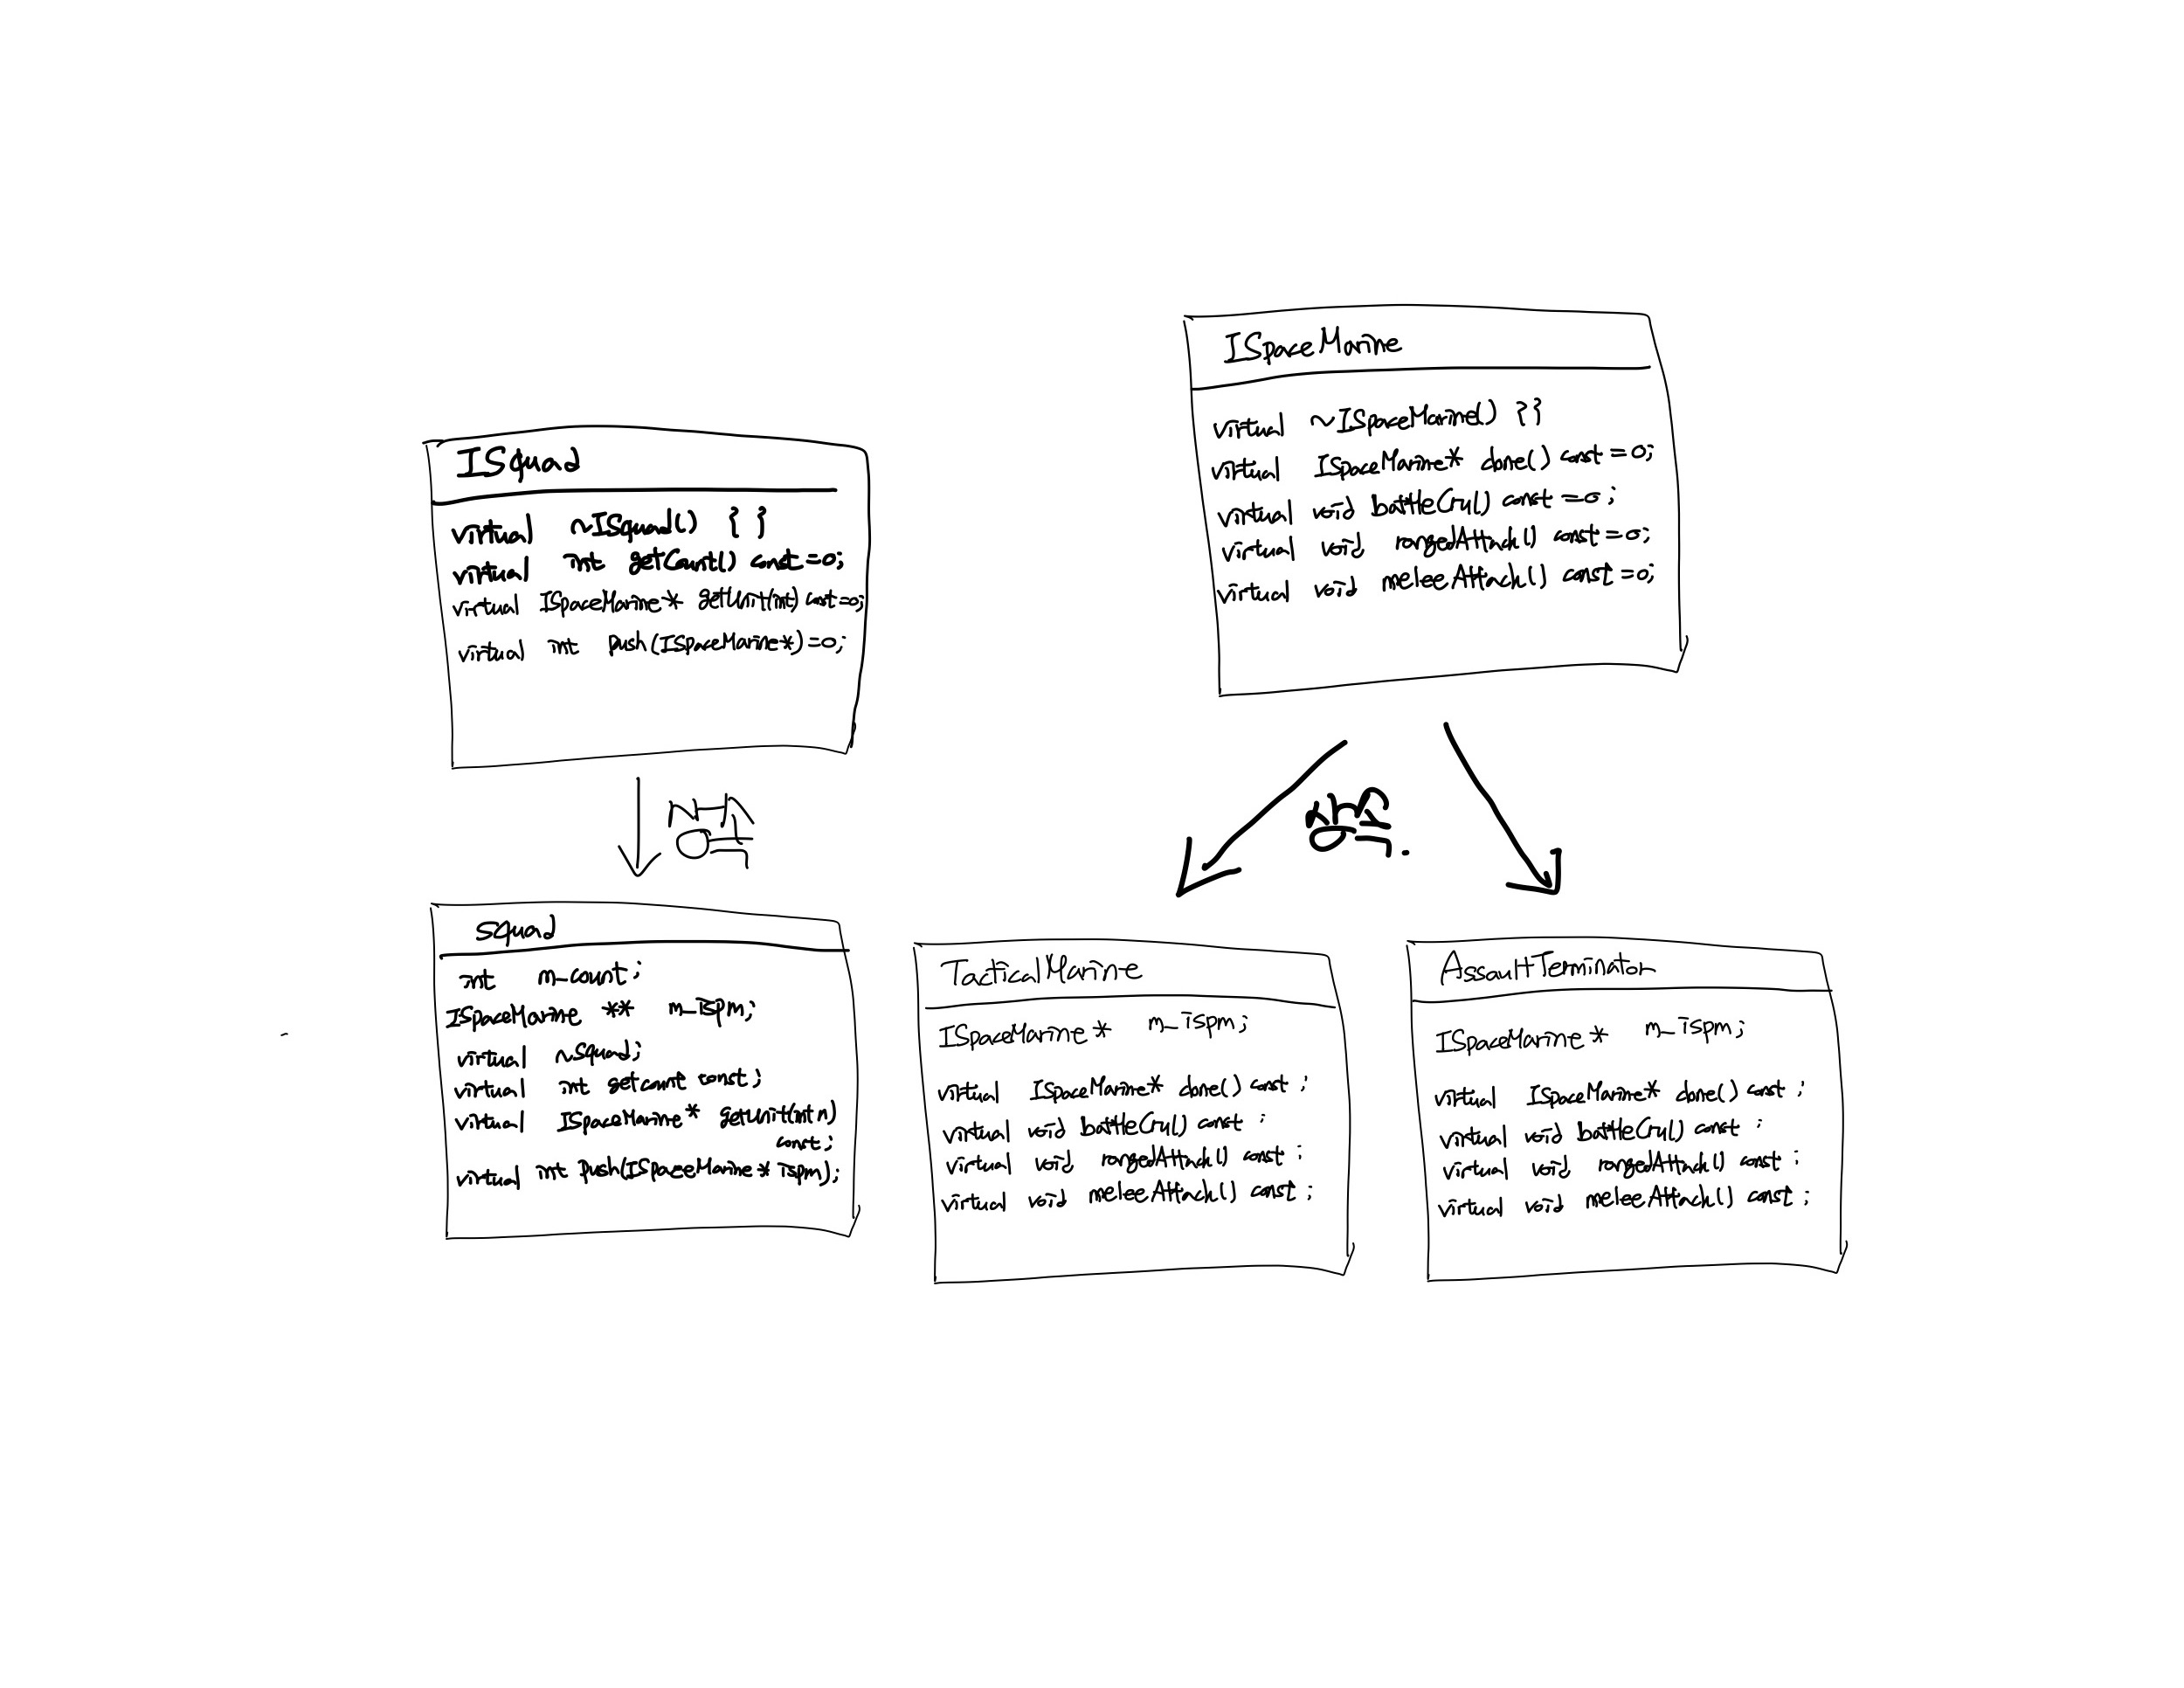 ISquad
virtual ~ISquad() { }
virtual int getCount() const=0;
virtual ISpaceMarine* getUnit(int) const=0;
virtual int push(ISpaceMarine*)=0;
상속
squad
int m_count;
ISpaceMarine ** m_ispm;
virtual ~squad;
virtual int getcount const;
virtual ISpaceMarine* getUnit(int n)
const;
virtual int push(ISpaceMarine* ispm);
ISpaceMarine
virtual ~ISpaceMarine() {}
virtual ISpaceMarine* clone() const=0;
virtual void battleCry() const=0;
virtual void rangedAttack() const=0;
virtual void meleeAttack() const=0;
상속.
TacticalMarine
ISpaceMarine* m_ispm;
virtual ISpaceMarine* clone() const;
virtual void battleCry() const;
virtual void rangedAttack() const;
virtual void meleeAttack() const;
AssaultTerminator
ISpaceMarine* m_ispm;
virtual ISpaceMarine* clone() const;
virtual void battleCry() const;
virtual void rangedAttack() const;
virtual void meleeAttack() const;